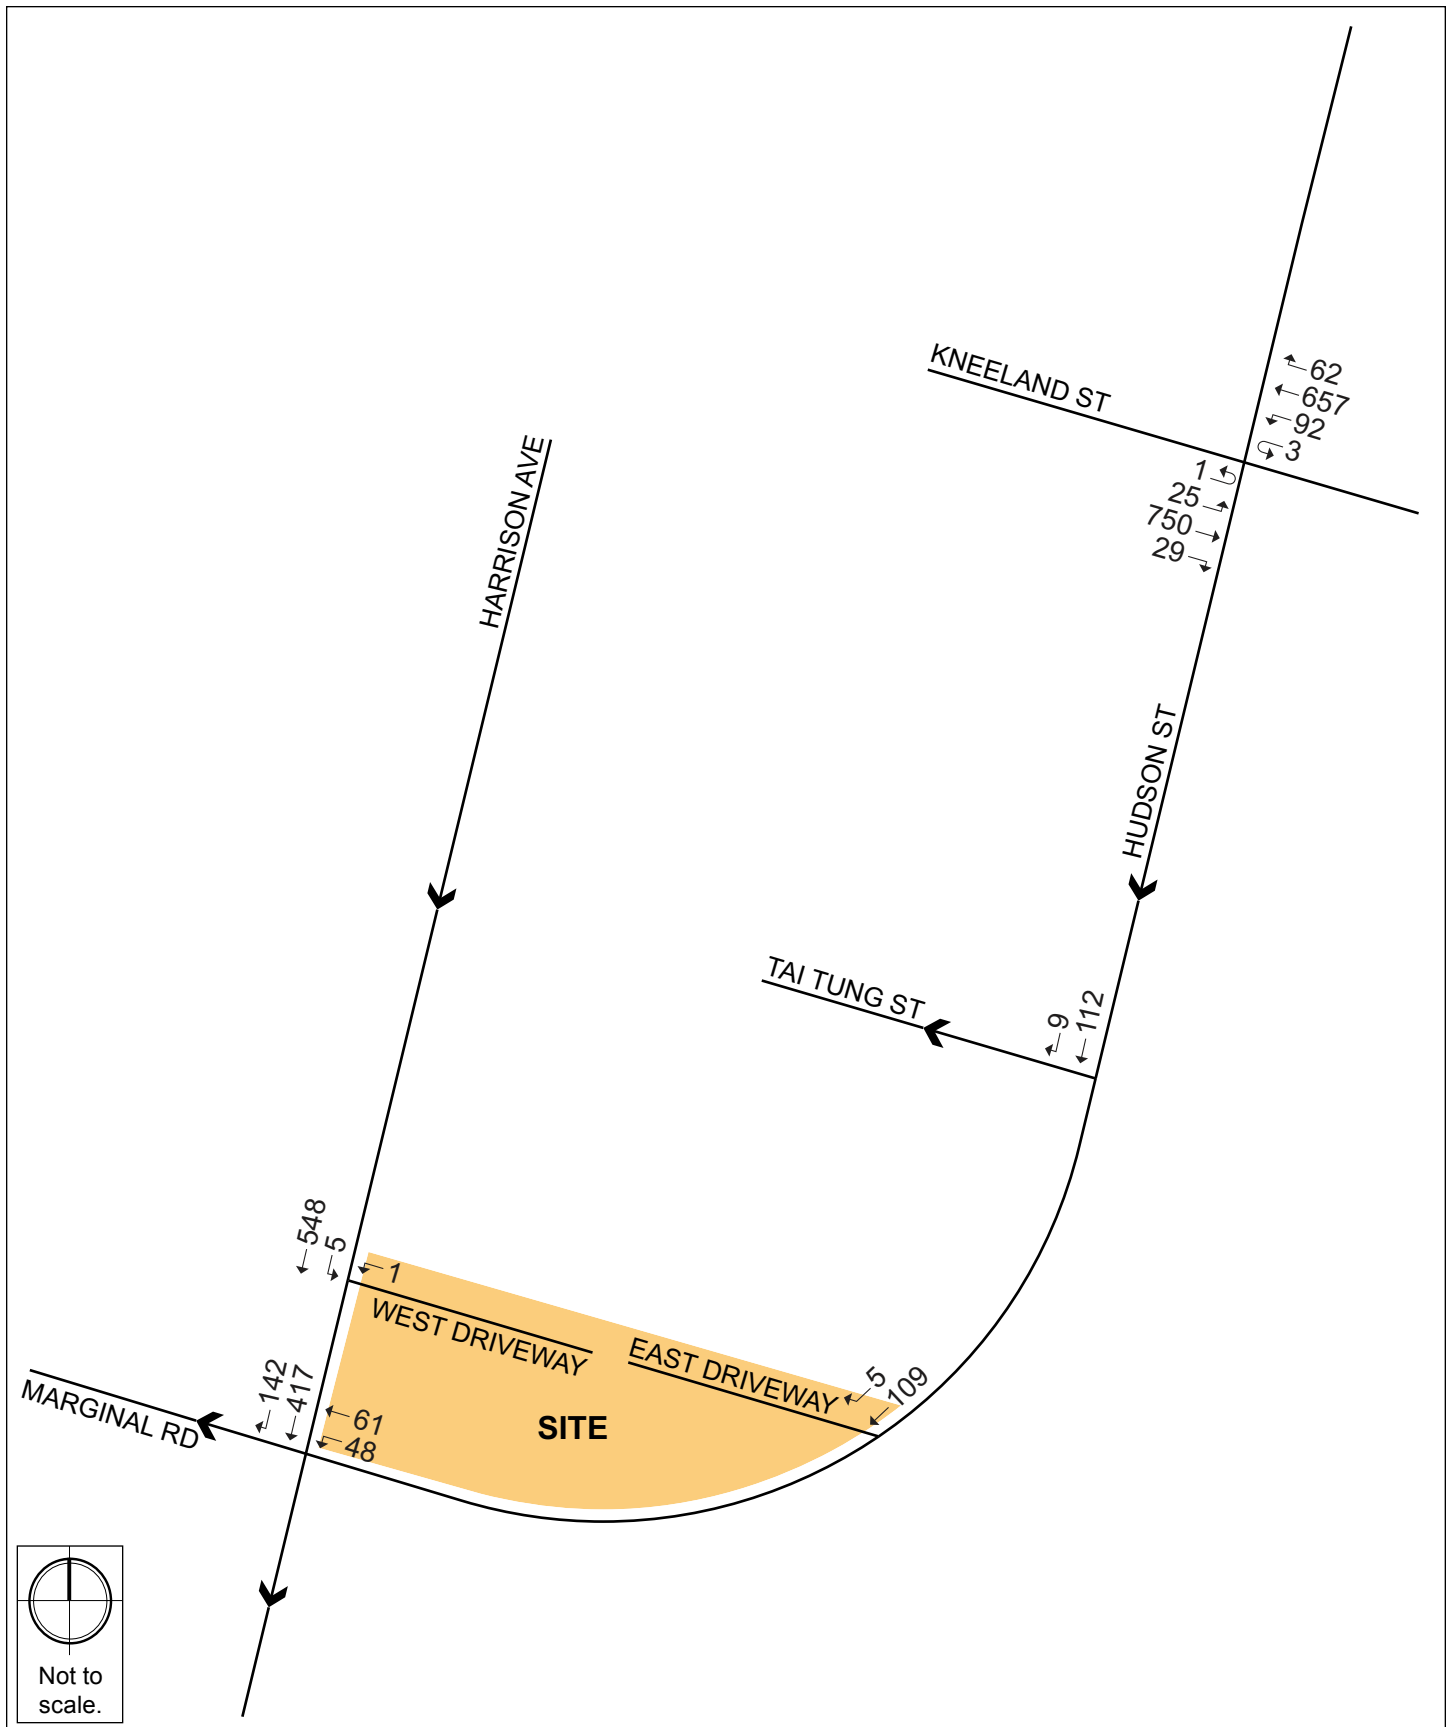 KNEELAND ST
62
657
92
3
1
25
750
29
HARRISON AVE
HUDSON ST
TAI TUNG ST
9
112
548
5
1
WEST DRIVEWAY
EAST DRIVEWAY
5
109
142
417
61
48
SITE
MARGINAL RD
Not to
scale.